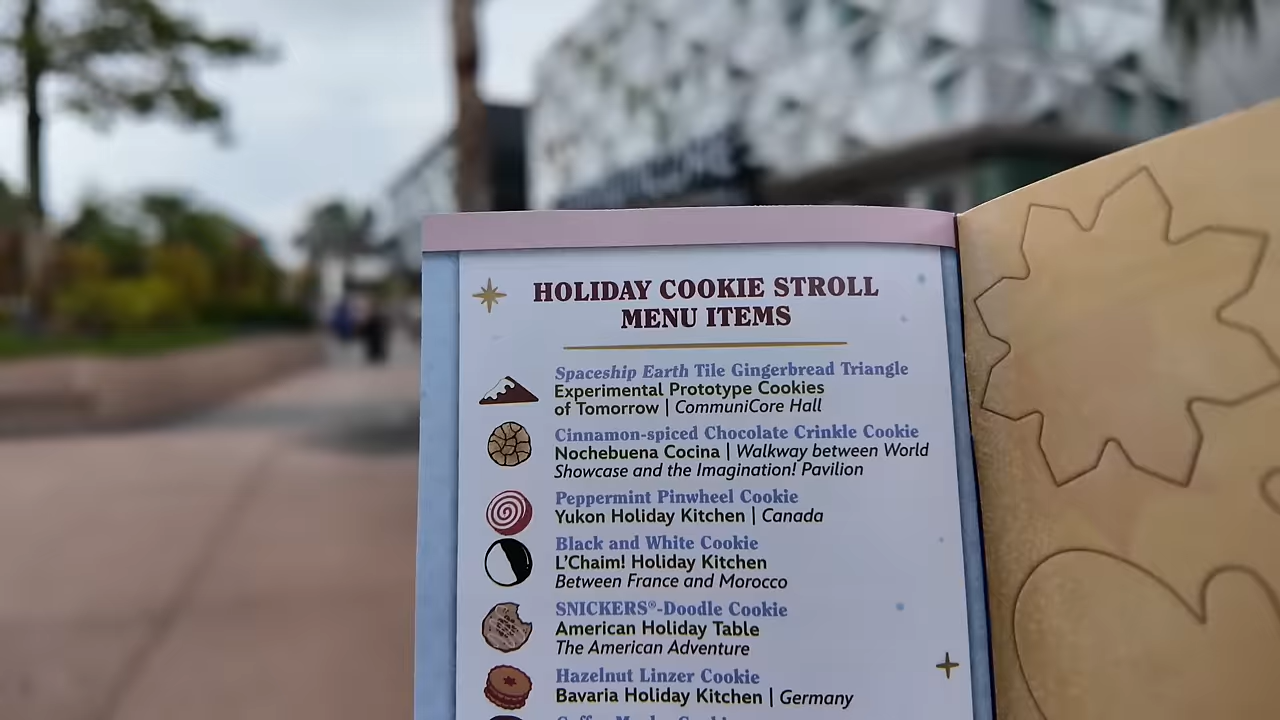 HOLIDAY COOKIE STROLL
MENU ITEMS
Spaceship Earth Tile Gingerbread Triangle
Experimental Prototype Cookies
of Tomorrow | CommuniCore Hall
Cinnamon-spiced Chocolate Crinkle Cookie
Nochebuena Cocina | Walkway between World
Showcase and the Imagination! Pavilion
Peppermint Pinwheel Cookie
Yukon Holiday Kitchen | Canada
Black and White Cookie
L'Chaim! Holiday Kitchen
Between France and Morocco
SNICKERS®-Doodle Cookie
American Holiday Table
The American Adventure
Hazelnut Linzer Cookie
Bavaria Holiday Kitchen | Germany